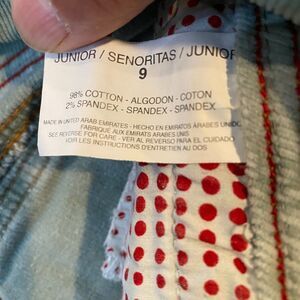 JUNIOR / SENORITAS / JUNIOR
9
98% COTTON - ALGODON - COTON
2% SPANDEX - SPANDEX - SPANDEX
MADE IN UNITED ARAB EMIRATES - HECHO EN EMIRATOS ARABES UNIDOS
FABRIQUE AUX EMIRATS ARABES UNIS
SEE REVERSE FOR CARE - VER AL REVERSO PARA EL CUIDADO
VOIR LES INSTRUCTIONS D'ENTRETIEN AU DOS